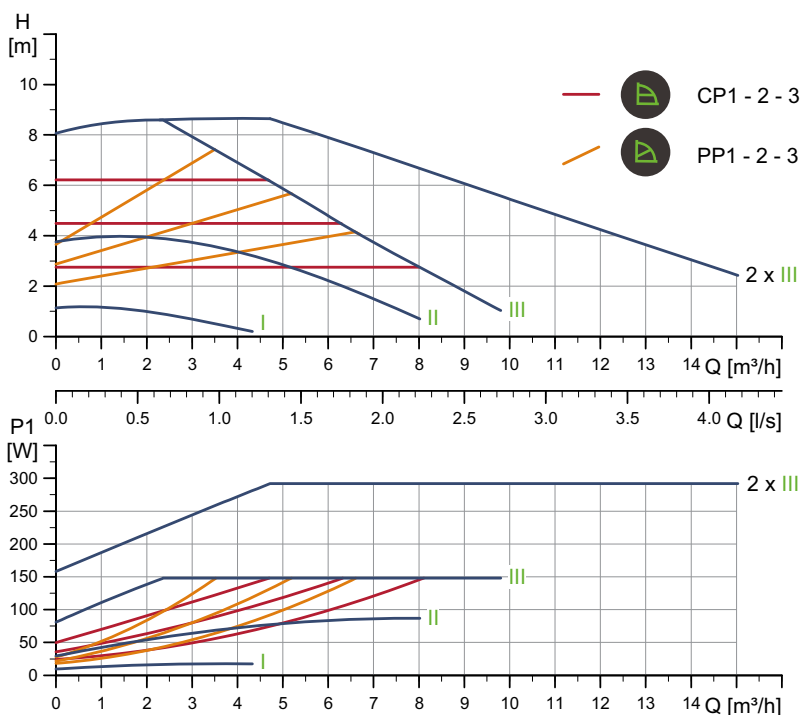 H
[m]
10
8
6
4
2
0
CP1 - 2 - 3
PP1 - 2 - 3
2 x III
I
II
III
0 1 2 3 4 5 6 7 8 9 10 11 12 13 14 Q [m³/h]
0.0 0.5 1.0 1.5 2.0 2.5 3.0 3.5 4.0 Q [l/s]
P1
[W]
300
250
200
150
100
50
0
2 x III
III
II
I
0 1 2 3 4 5 6 7 8 9 10 11 12 13 14 Q [m³/h]